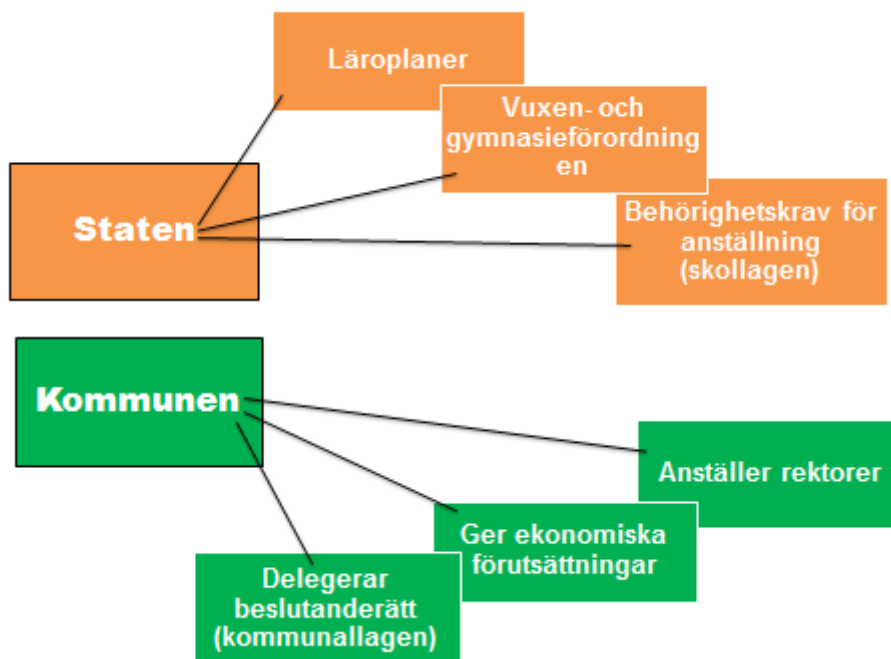 Läroplaner
Vuxen- och
gymnasieförordning
en
Staten
Behörighetskrav för
anställning
(skollagen)
Kommunen
Anställer rektorer
Ger ekonomiska
förutsättningar
Delegerar
beslutanderätt
(kommunallagen)